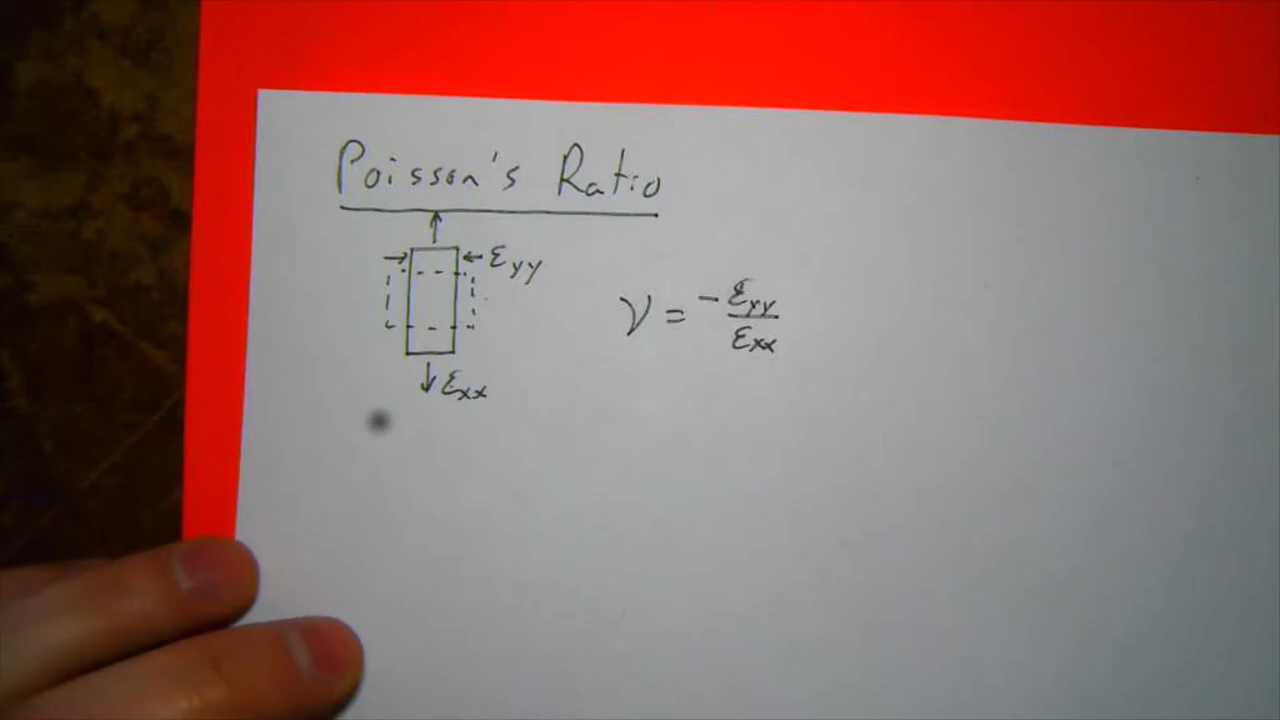 Poisson's Ratio
εyy
ν = -εyy/εxx
εxx